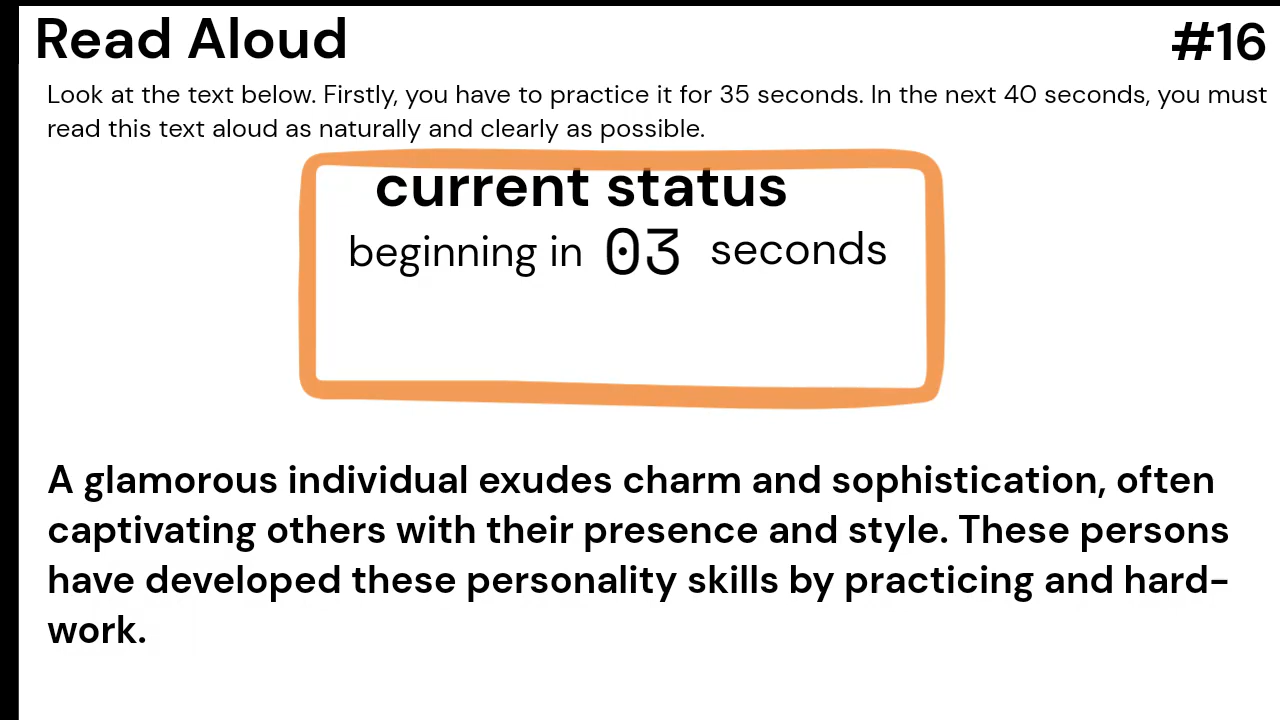 Read Aloud
#16
Look at the text below. Firstly, you have to practice it for 35 seconds. In the next 40 seconds, you must
read this text aloud as naturally and clearly as possible.
current status
beginning in 03 seconds
A glamorous individual exudes charm and sophistication, often
captivating others with their presence and style. These persons
have developed these personality skills by practicing and hard-
work.